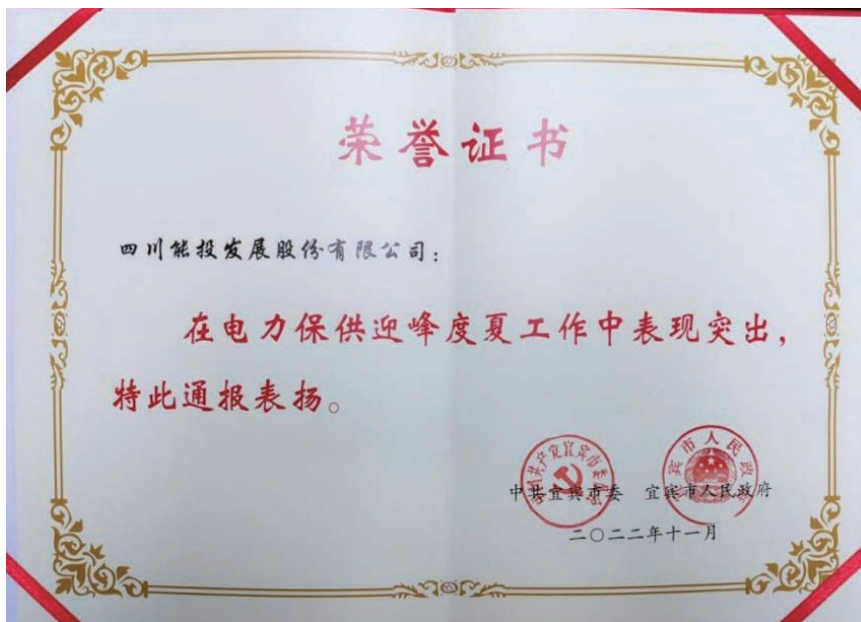 荣誉证书
四川能投发展股份有限公司：
在电力保供迎峰度夏工作中表现突出，
特此通报表扬。
中共宜宾市委 宜宾市人民政府
二〇二二年十一月